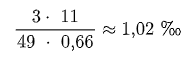 3 · 11
49 · 0,66 ≈ 1,02 ‰